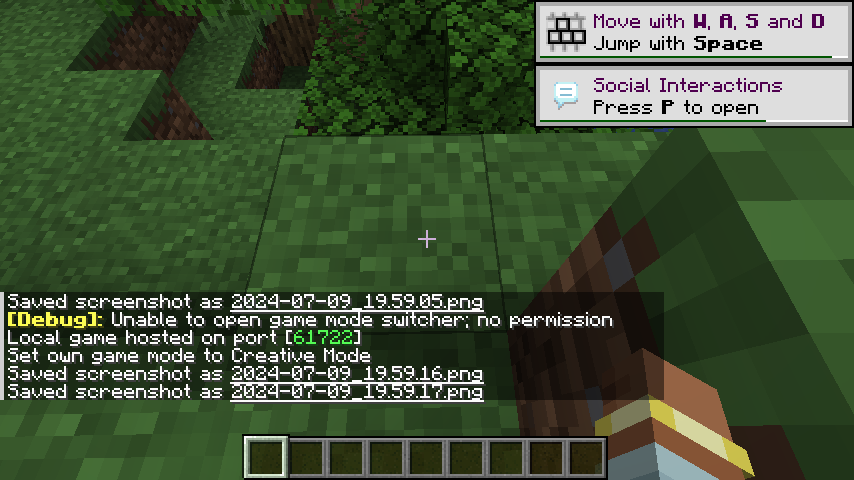 Move with W, A, S and D
Jump with Space
Social Interactions
Press P to open
Saved screenshot as 2024-07-09_19.59.05.png
[Debug]: Unable to open game mode switcher; no permission
Local game hosted on port [61722]
Set own game mode to Creative Mode
Saved screenshot as 2024-07-09_19.59.16.png
Saved screenshot as 2024-07-09_19.59.17.png